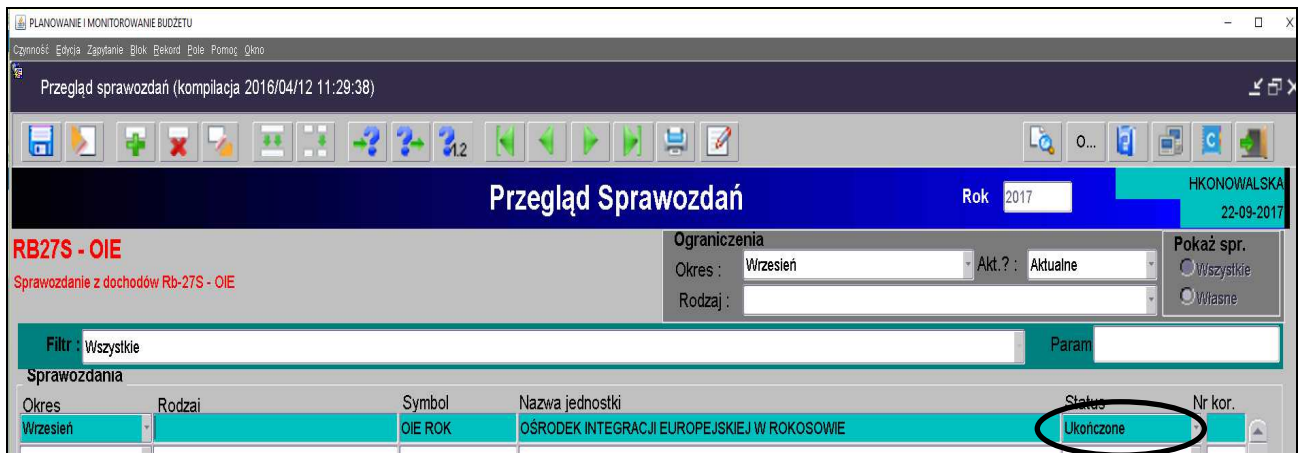 PLANOWANIE I MONITOROWANIE BUDŻETU
Czynność Edycja Zapytanie Blok Rekord Pole Pomoc Okno
Przegląd sprawozdań (kompilacja 2016/04/12 11:29:38)
1.2 O... C
Przegląd Sprawozdań Rok 2017 HKONOWALSKA
22-09-2017
RB27S - OIE
Sprawozdanie z dochodów Rb-27S - OIE
Ograniczenia
Okres : Wrzesień Akt.? : Aktualne
Rodzaj :
Pokaż spr.
Wszystkie
Własne
Filtr : Wszystkie Param
Sprawozdania
Okres Rodzaj Symbol Nazwa jednostki Status Nr kor.
Wrzesień OIE ROK OŚRODEK INTEGRACJI EUROPEJSKIEJ W ROKOSOWIE Ukończone